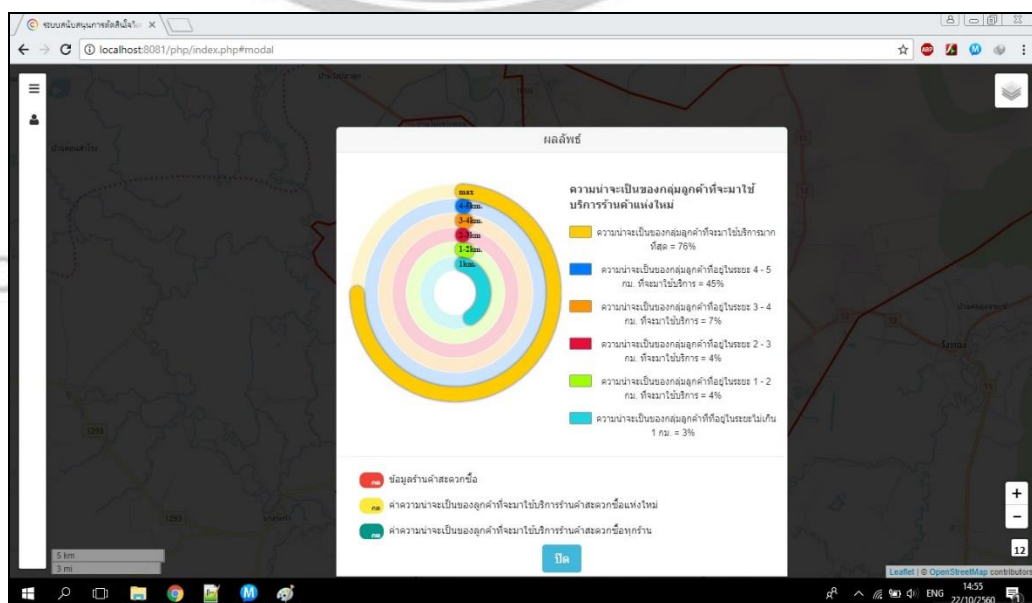 ระบบสนับสนุนการตัดสินใจใน
localhost:8081/php/index.php#modal
ผลลัพธ์
max
4-5km.
3-4km.
2-3km
1-2km.
1km.
ความน่าจะเป็นของกลุ่มลูกค้าที่จะมาใช้
บริการร้านค้าแห่งใหม่
ความน่าจะเป็นของกลุ่มลูกค้าที่จะมาใช้บริการมาก
ที่สุด = 76%
ความน่าจะเป็นของกลุ่มลูกค้าที่อยู่ในระยะ 4 - 5
กม. ที่จะมาใช้บริการ = 45%
ความน่าจะเป็นของกลุ่มลูกค้าที่อยู่ในระยะ 3 - 4
กม. ที่จะมาใช้บริการ = 7%
ความน่าจะเป็นของกลุ่มลูกค้าที่อยู่ในระยะ 2 - 3
กม. ที่จะมาใช้บริการ = 4%
ความน่าจะเป็นของกลุ่มลูกค้าที่อยู่ในระยะ 1 - 2
กม. ที่จะมาใช้บริการ = 4%
ความน่าจะเป็นของกลุ่มลูกค้าที่ที่อยู่ในระยะไม่เกิน
1 กม. = 3%
กด ข้อมูลร้านค้าสะดวกซื้อ
กด ค่าความน่าจะเป็นของลูกค้าที่จะมาใช้บริการร้านค้าสะดวกซื้อแห่งใหม่
กด ค่าความน่าจะเป็นของลูกค้าที่จะมาใช้บริการร้านค้าสะดวกซื้อทุกร้าน
ปิด
วังทอง
12
1293
1293
5 km
3 mi
+
−
12
Leaflet | © OpenStreetMap contributors
ENG
14:55
22/10/2560